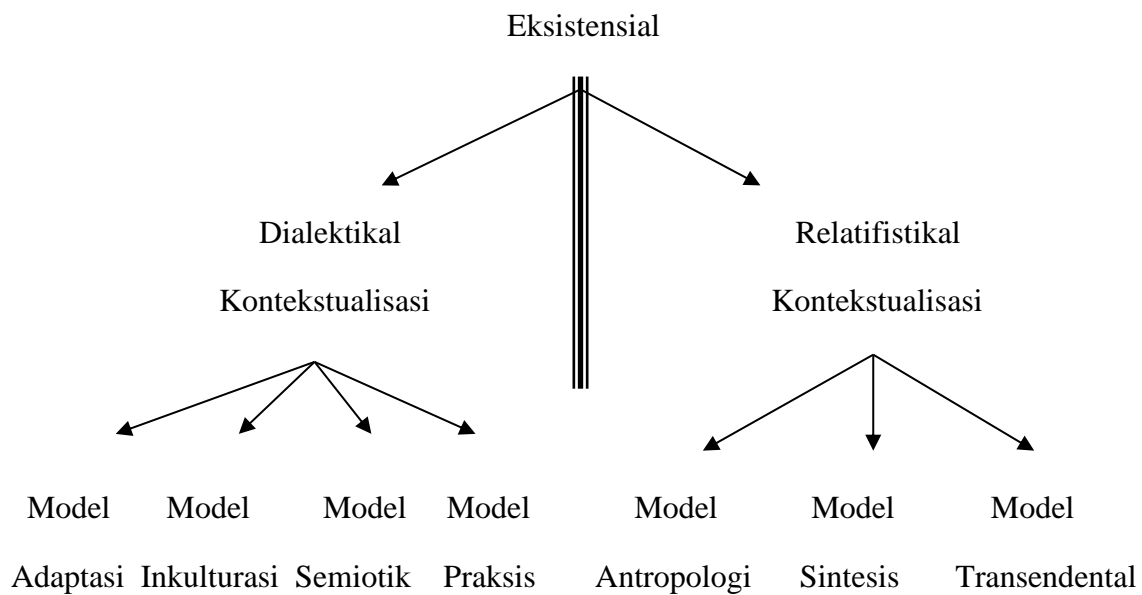 Eksistensial
Dialektikal Relatifistikal
Kontekstualisasi Kontekstualisasi
Model Model Model Model Model Model Model
Adaptasi Inkulturasi Semiotik Praksis Antropologi Sintesis Transendental